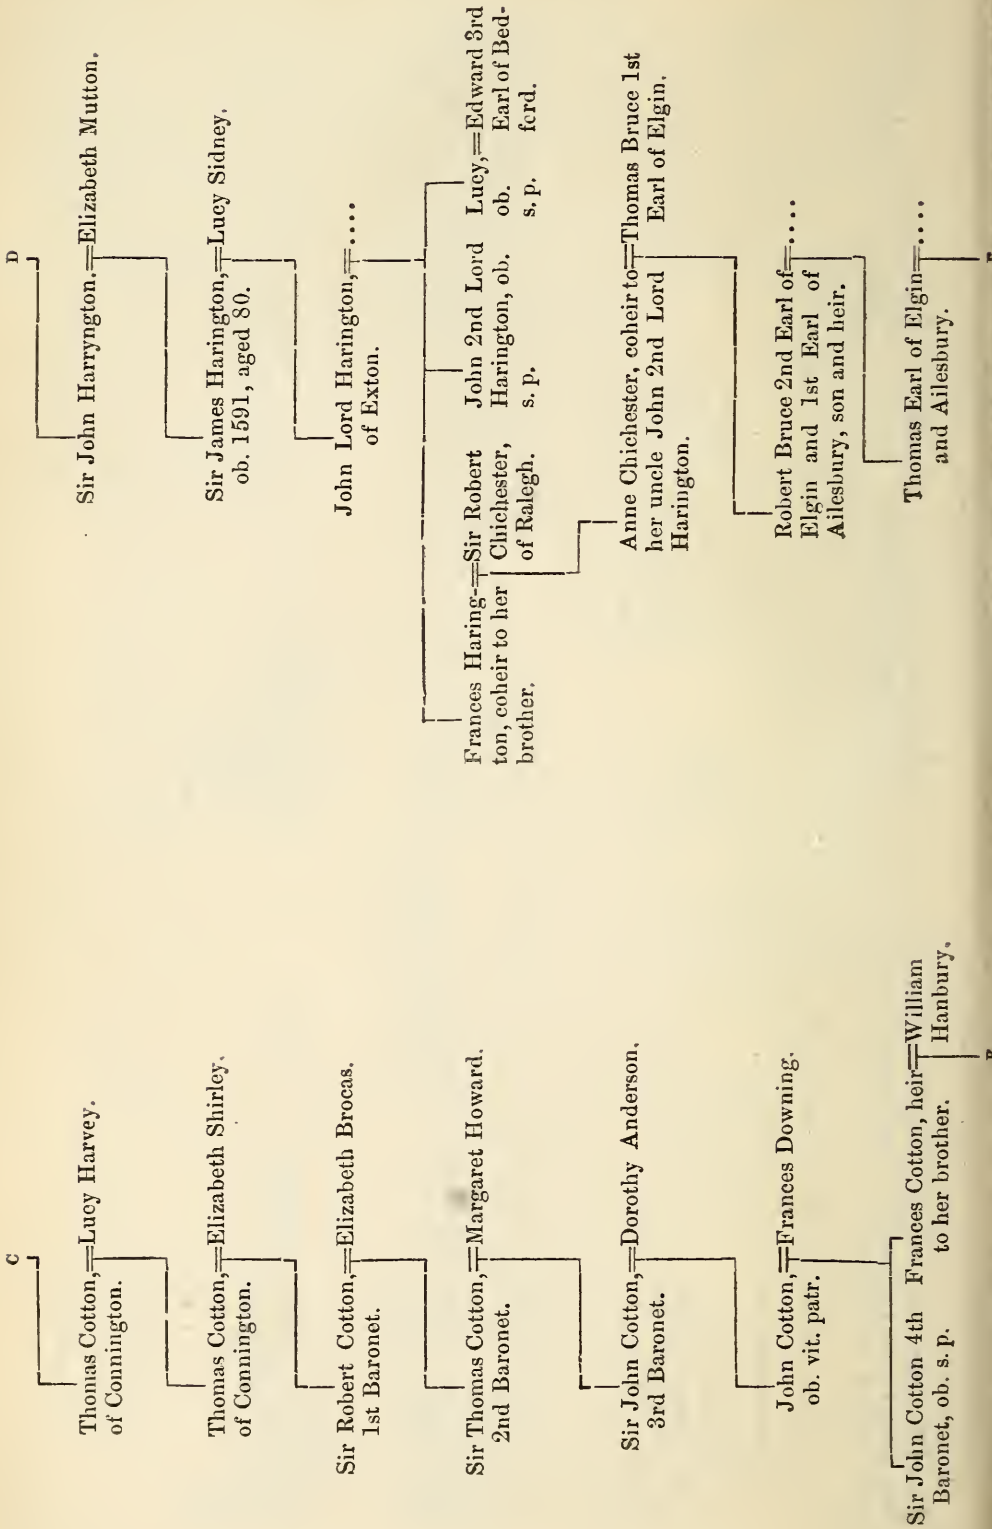 C
Thomas Cotton,=Lucy Harvey.
of Connington.
Thomas Cotton,=Elizabeth Shirley.
of Connington.
Sir Robert Cotton,=Elizabeth Brocas.
1st Baronet.
Sir Thomas Cotton,=Margaret Howard.
2nd Baronet.
Sir John Cotton,=Dorothy Anderson.
3rd Baronet.
John Cotton,=Frances Downing.
ob. vit. patr.
Sir John Cotton 4th
Baronet, ob. s. p.
Frances Cotton, heir=William
to her brother. Hanbury.
D
Sir John Harryngton.=Elizabeth Mutton.
Sir James Harington,=Lucy Sidney.
ob. 1591, aged 80.
John Lord Harington,=....
of Exton.
Frances Haring-=Sir Robert
ton, coheir to her Chichester,
brother. of Ralegh.
John 2nd Lord
Harington, ob.
s. p.
Lucy,=Edward 3rd
ob. Earl of Bed-
s. p. ford.
Anne Chichester, coheir to=Thomas Bruce 1st
her uncle John 2nd Lord Earl of Elgin.
Harington.
Robert Bruce 2nd Earl of=....
Elgin and 1st Earl of
Ailesbury, son and heir.
Thomas Earl of Elgin=....
and Ailesbury.